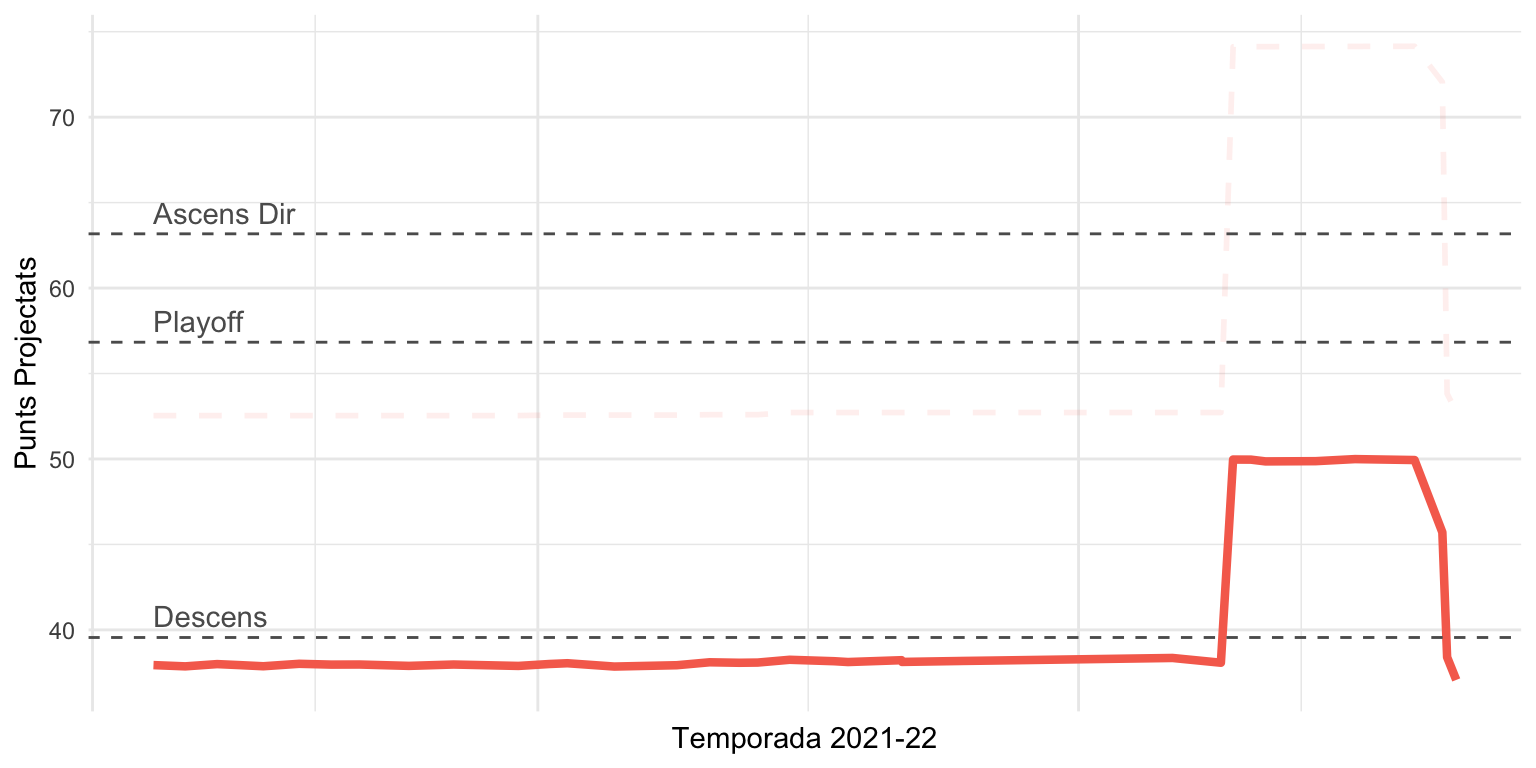 70
Ascens Dir
60
Playoff
50
Descens
40
Punts Projectats
Temporada 2021-22